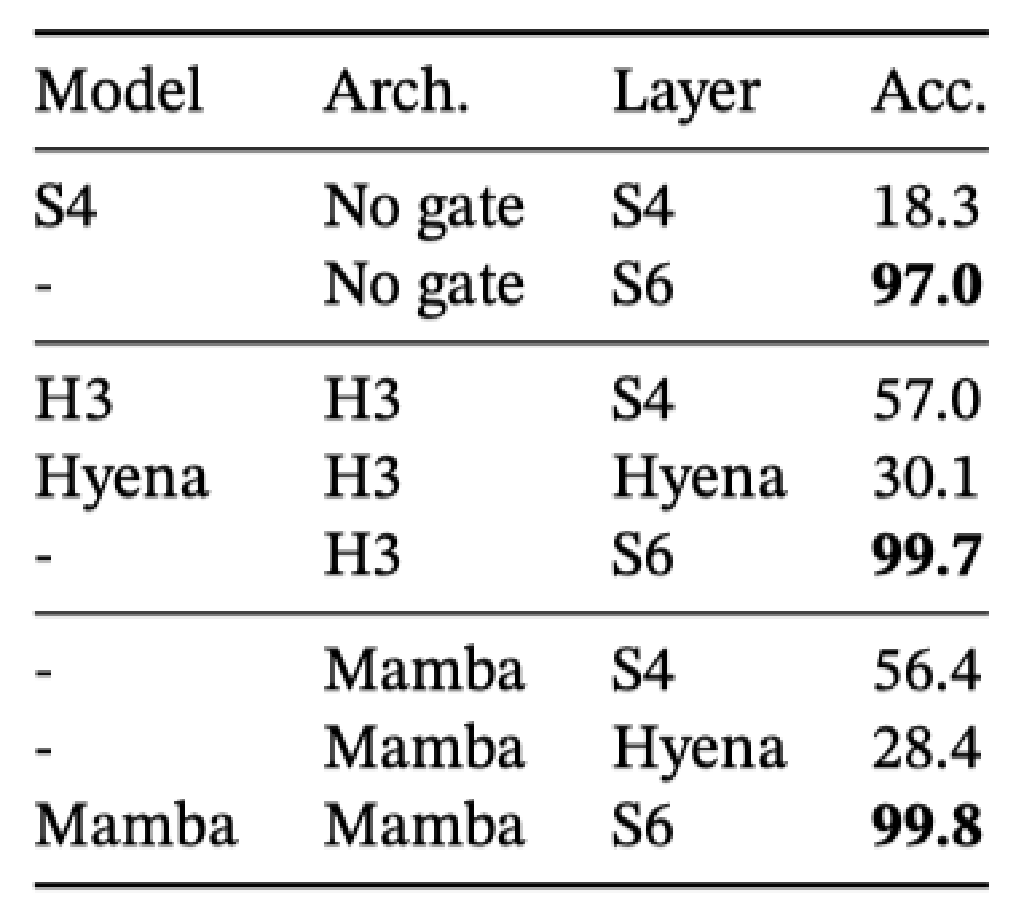 Model Arch. Layer Acc.
S4 No gate S4 18.3
- No gate S6 97.0
H3 H3 S4 57.0
Hyena H3 Hyena 30.1
- H3 S6 99.7
- Mamba S4 56.4
- Mamba Hyena 28.4
Mamba Mamba S6 99.8